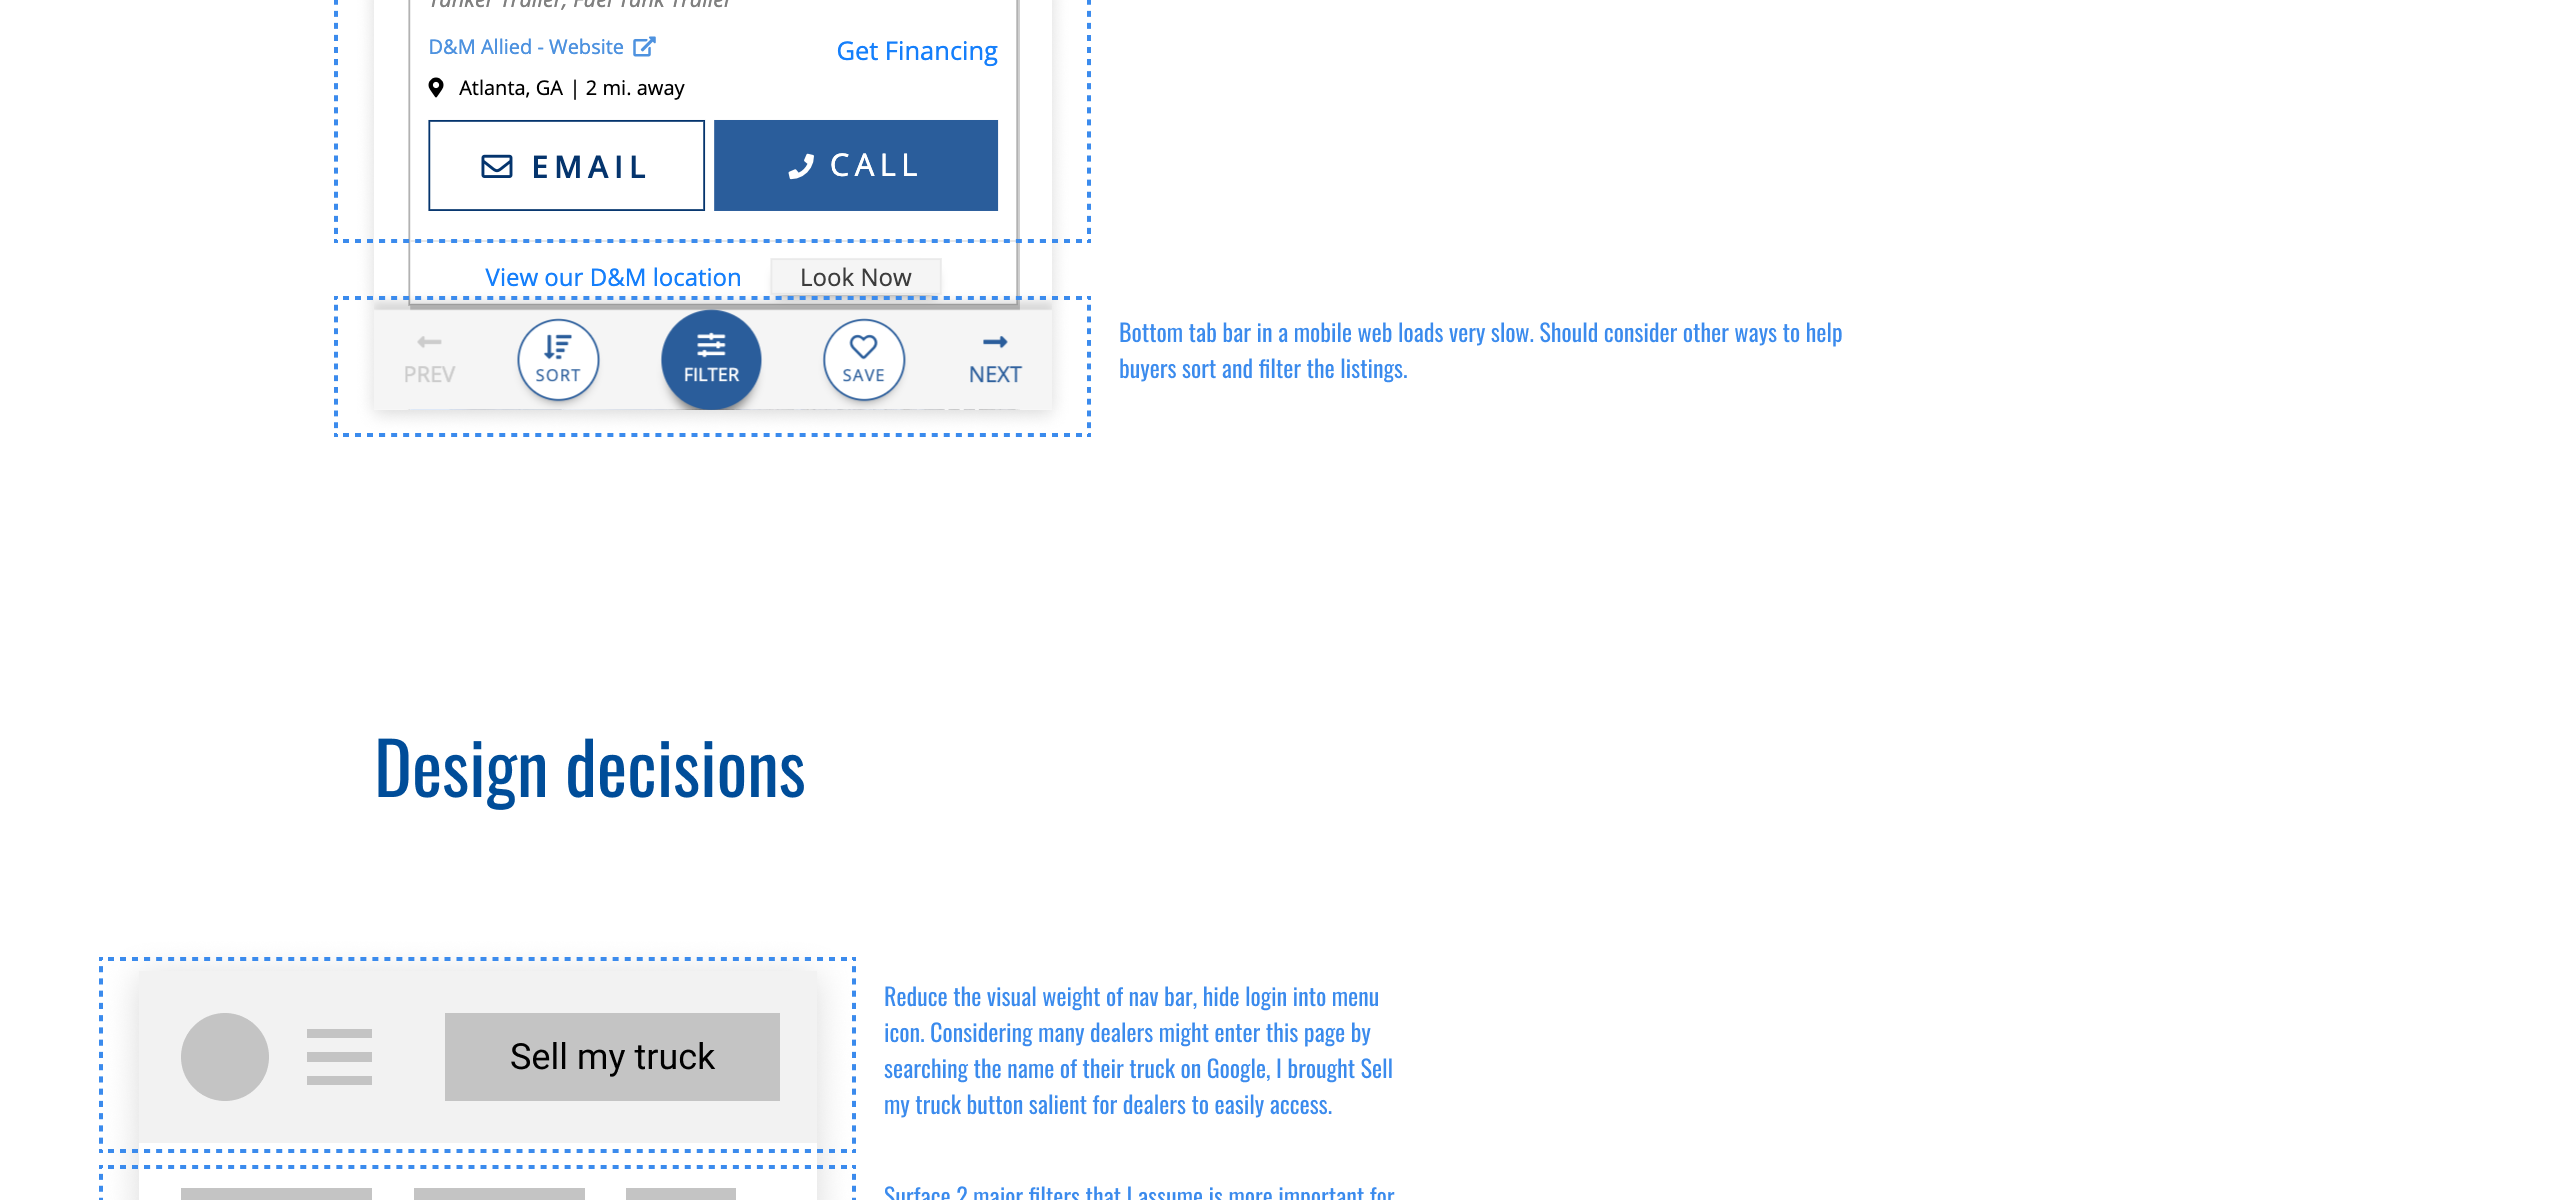 Tanker Trailer, Fuel Tank Trailer
D&M Allied - Website
Get Financing
Atlanta, GA | 2 mi. away
EMAIL
CALL
View our D&M location
Look Now
PREV
SORT
FILTER
SAVE
NEXT
Bottom tab bar in a mobile web loads very slow. Should consider other ways to help
buyers sort and filter the listings.
Design decisions
Sell my truck
Reduce the visual weight of nav bar, hide login into menu
icon. Considering many dealers might enter this page by
searching the name of their truck on Google, I brought Sell
my truck button salient for dealers to easily access.
Surface 2 major filters that I assume is more important for